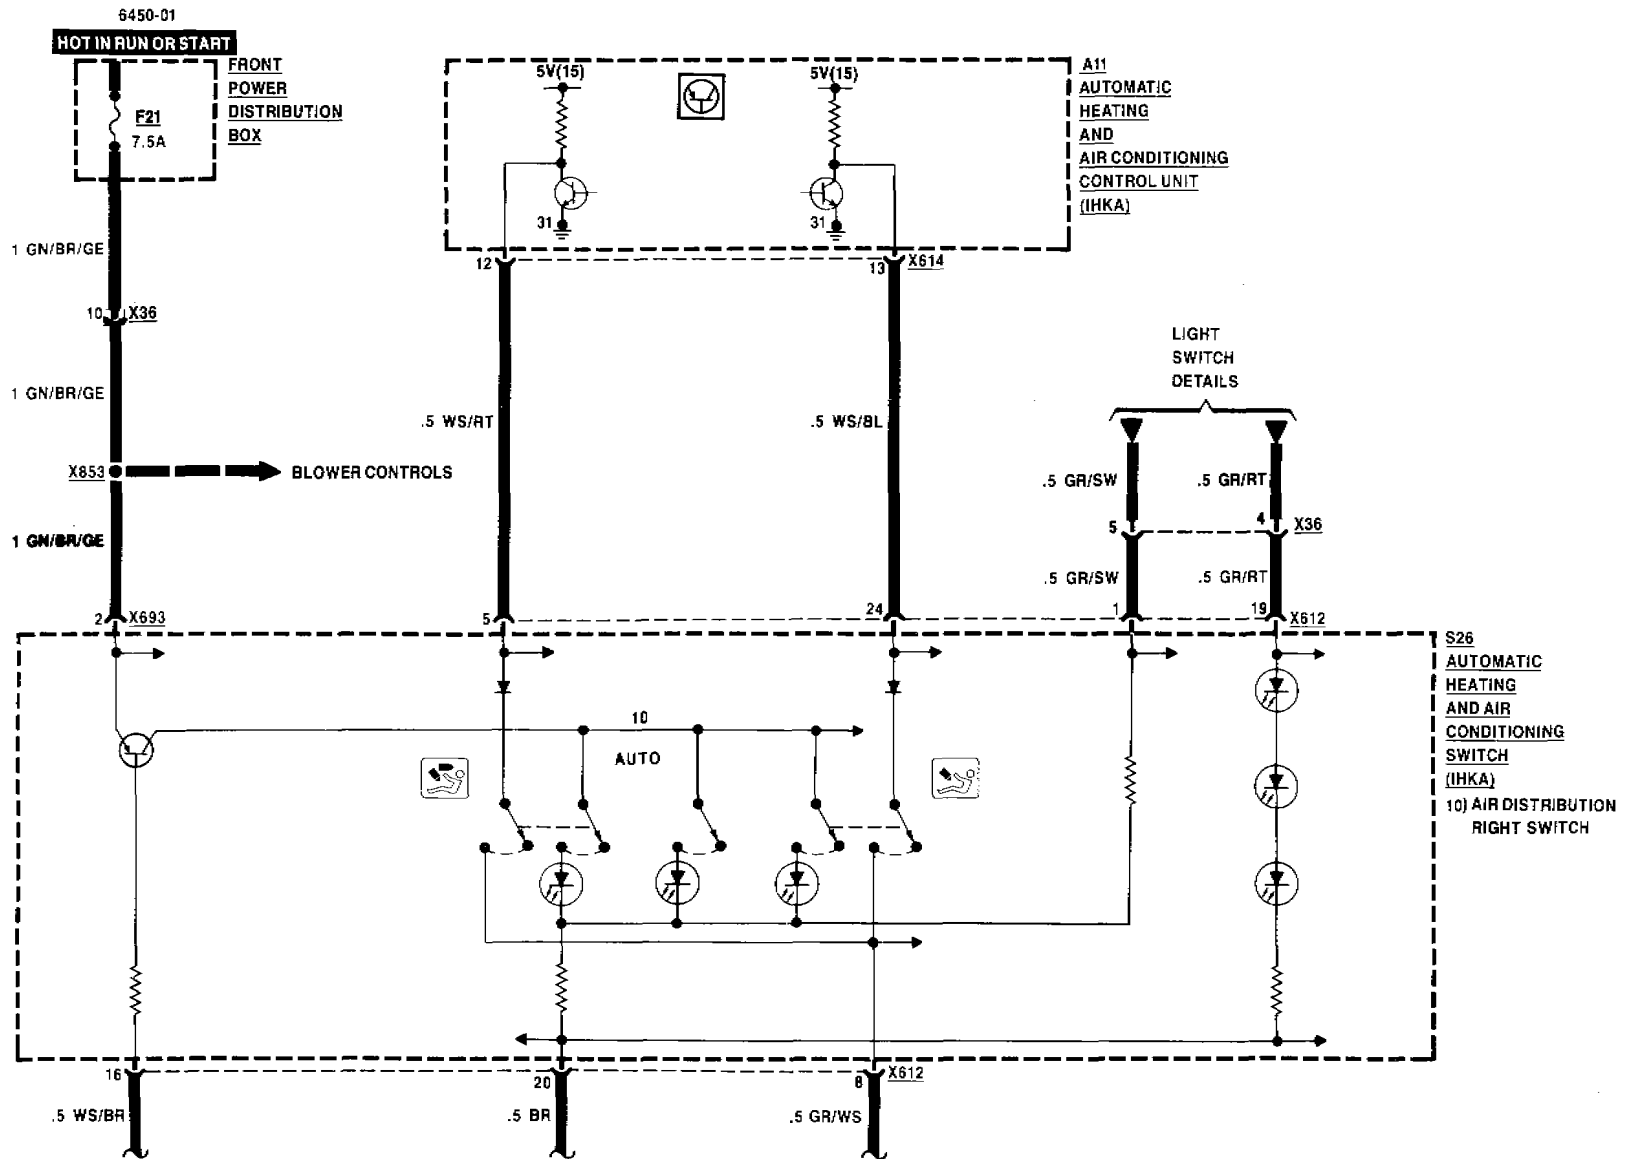 6450-01
HOT IN RUN OR START
FRONT
POWER
DISTRIBUTION
BOX
F21
7.5A
5V(15)
5V(15)
31
31
A11
AUTOMATIC
HEATING
AND
AIR CONDITIONING
CONTROL UNIT
(IHKA)
1 GN/BR/GE
12
13
X614
10
X36
LIGHT
SWITCH
DETAILS
1 GN/BR/GE
.5 WS/RT
.5 WS/BL
X853
BLOWER CONTROLS
.5 GR/SW
.5 GR/RT
5
4
X36
1 GN/BR/GE
.5 GR/SW
.5 GR/RT
2
X693
5
24
1
19
X612
S26
AUTOMATIC
HEATING
AND AIR
CONDITIONING
SWITCH
(IHKA)
10) AIR DISTRIBUTION
RIGHT SWITCH
10
AUTO
16
20
8
X612
.5 WS/BR
.5 BR
.5 GR/WS